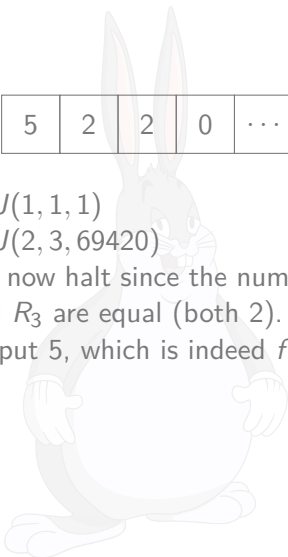 5 2 2 0 ⋯
J(1, 1, 1)
J(2, 3, 69420)
now halt since the num
R₃ are equal (both 2).
put 5, which is indeed f